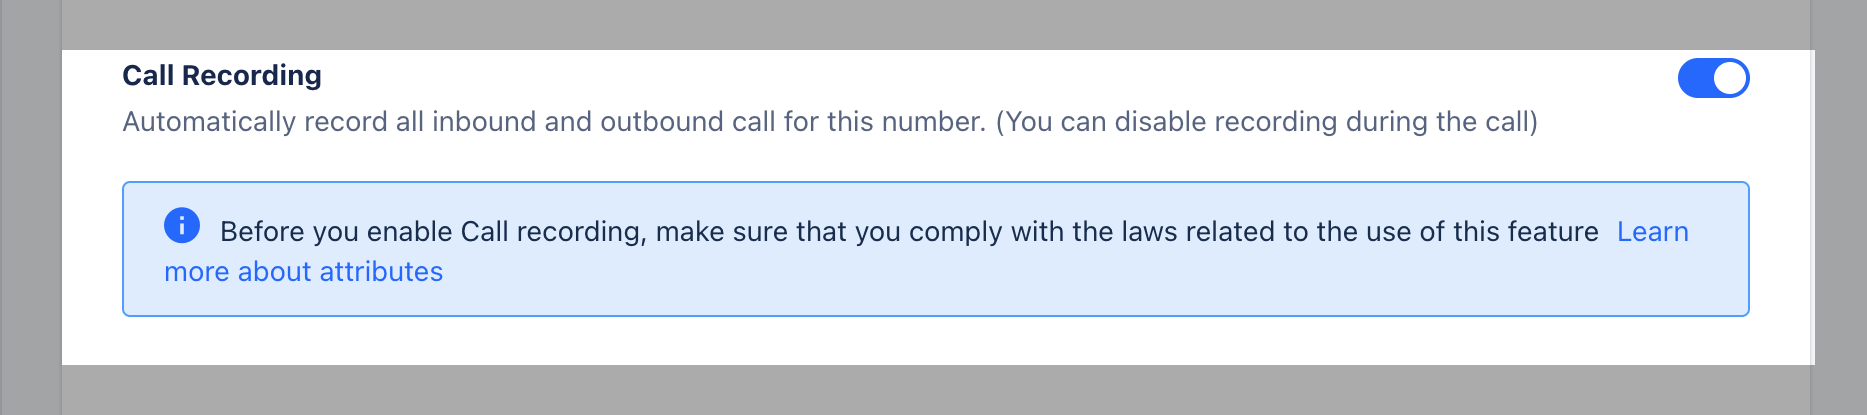 Call Recording
Automatically record all inbound and outbound call for this number. (You can disable recording during the call)
Before you enable Call recording, make sure that you comply with the laws related to the use of this feature Learn
more about attributes